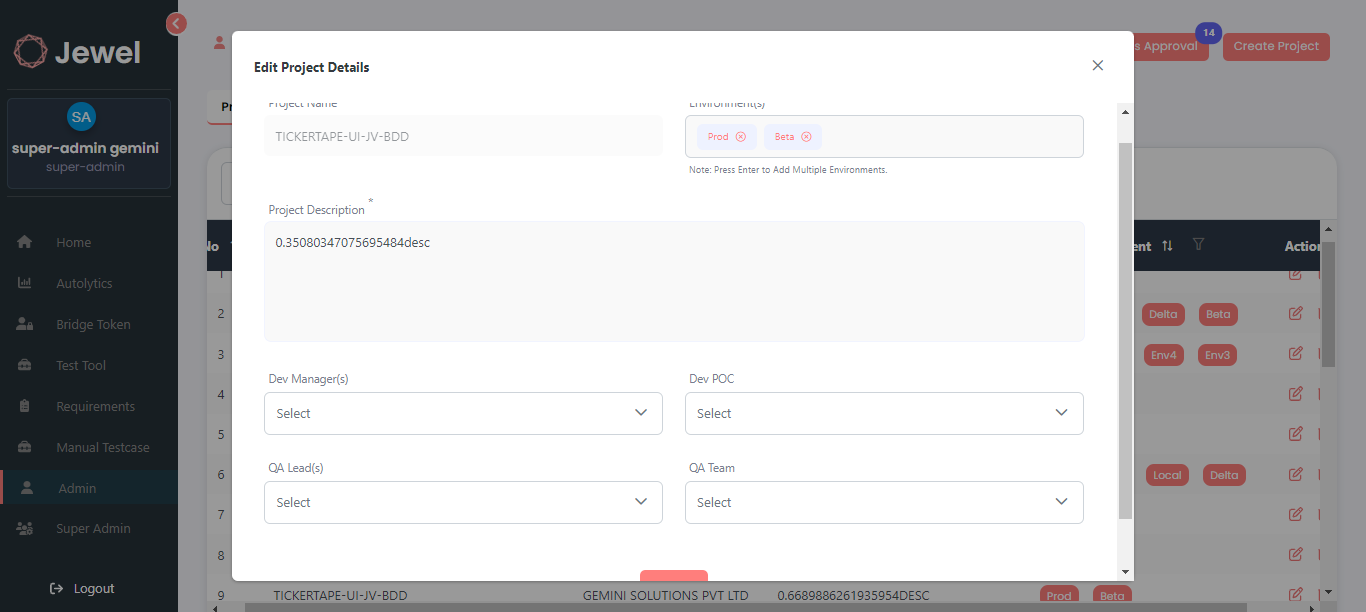 Jewel
SA
super-admin gemini
super-admin
Home
Autolytics
Bridge Token
Test Tool
Requirements
Manual Testcase
Admin
Super Admin
Logout
s Approval
14
Create Project
Edit Project Details
Project Name
Environment(s)
TICKERTAPE-UI-JV-BDD
Prod
Beta
Note: Press Enter to Add Multiple Environments.
Project Description *
0.35080347075695484desc
Dev Manager(s)
Dev POC
Select
Select
QA Lead(s)
QA Team
Select
Select
Pr
No
ent
Action
1
2 Delta Beta
3 Env4 Env3
4
5
6 Local Delta
7
8
9 TICKERTAPE-UI-JV-BDD GEMINI SOLUTIONS PVT LTD 0.6689886261935954DESC Prod Beta